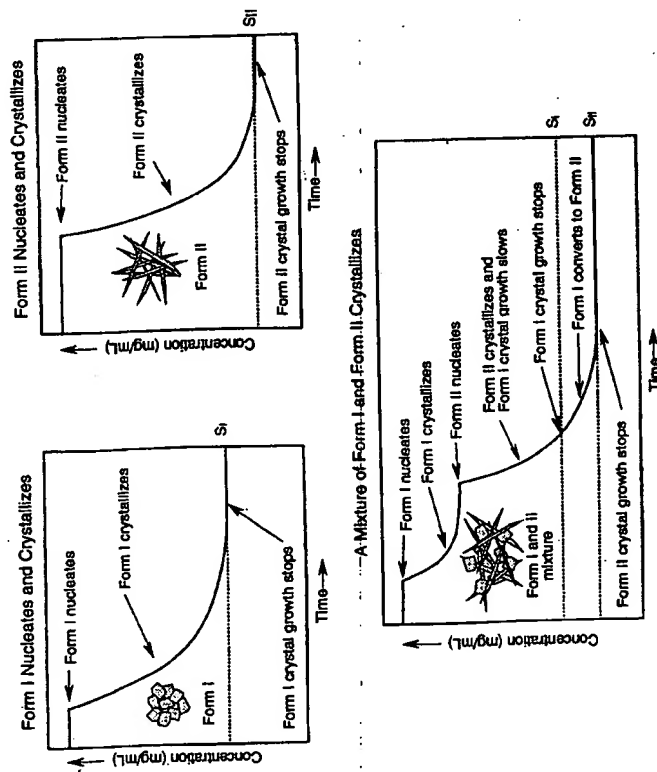 Form I Nucleates and Crystallizes
Form I nucleates
Form I crystallizes
Form I
SI
Form I crystal growth stops
Concentration (mg/mL)
Time
Form II Nucleates and Crystallizes
Form II nucleates
Form II crystallizes
Form II
SII
Form II crystal growth stops
Concentration (mg/mL)
Time
A Mixture of Form I and Form II Crystallizes
Form I nucleates
Form I crystallizes
Form II nucleates
Form II crystallizes and
Form I crystal growth slows
Form I and II
mixture
Form I crystal growth stops
SI
Form I converts to Form II
SII
Form II crystal growth stops
Concentration (mg/mL)
Time